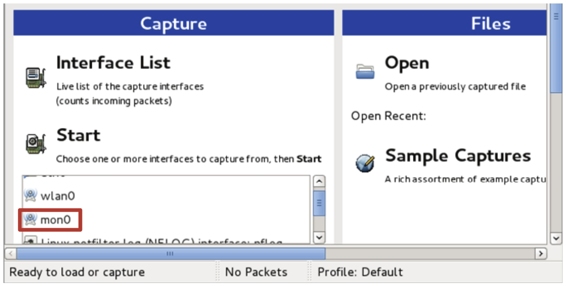 Capture
Files
Interface List
Live list of the capture interfaces
(counts incoming packets)
Start
Choose one or more interfaces to capture from, then Start
wlan0
mon0
Linux netfilter log (NFLOG) interface: nflog
Open
Open a previously captured file
Open Recent:
Sample Captures
A rich assortment of example captu
Ready to load or capture
No Packets
Profile: Default